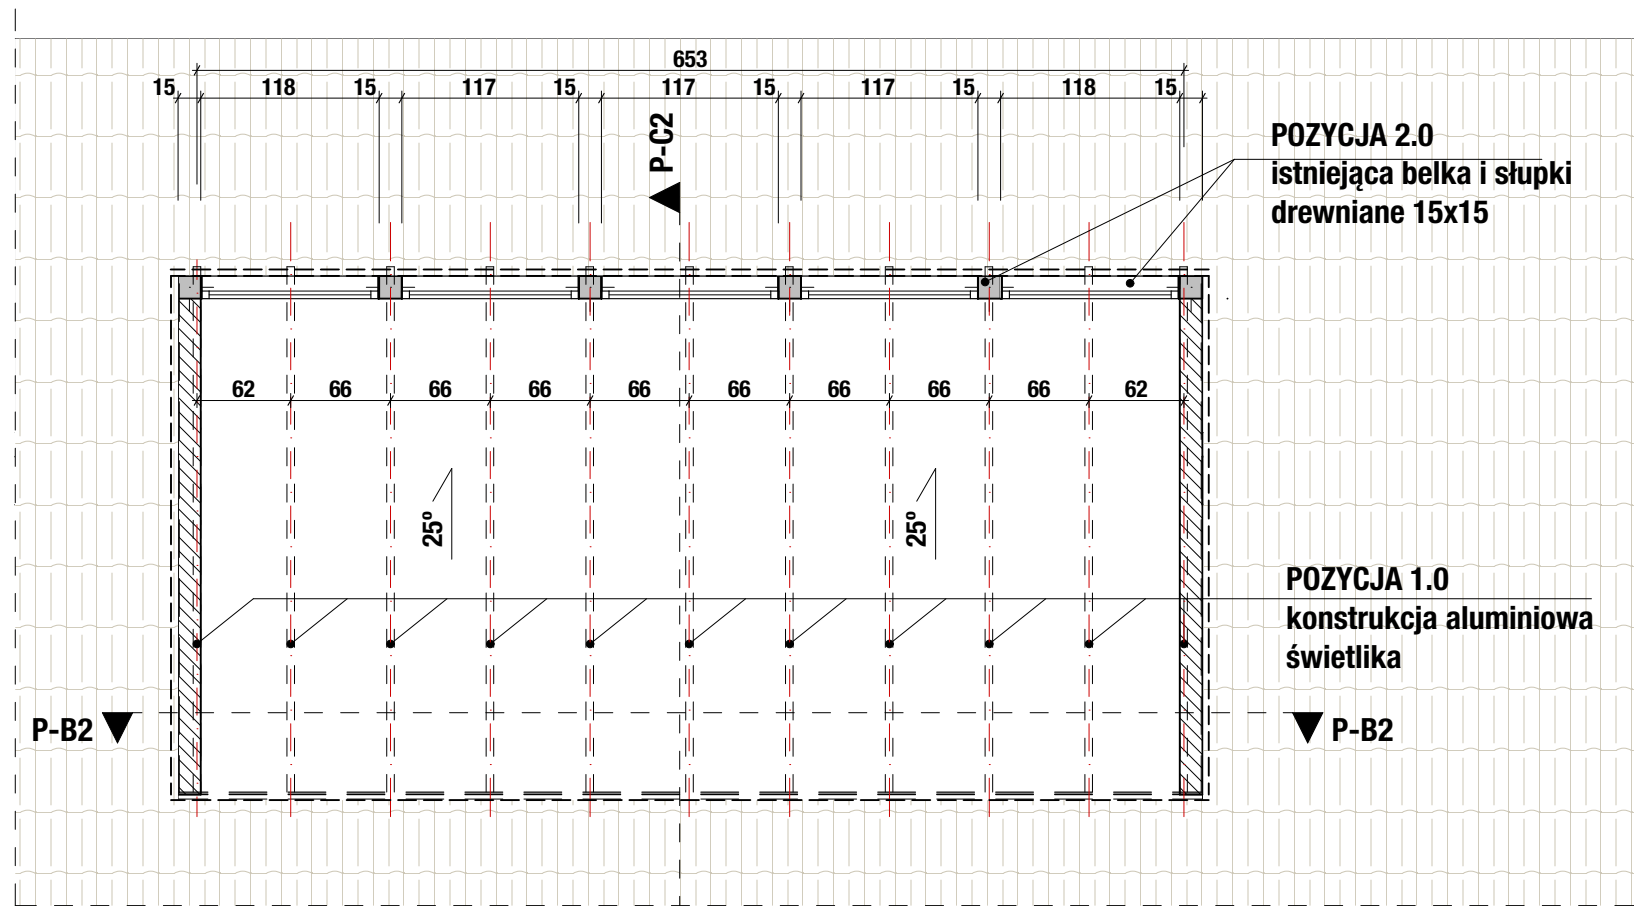 653
15 118 15 117 15 117 15 117 15 118 15
P-C2
POZYCJA 2.0
istniejąca belka i słupki
drewniane 15x15
62 66 66 66 66 66 66 66 66 62
25º 25º
POZYCJA 1.0
konstrukcja aluminiowa
świetlika
P-B2 P-B2